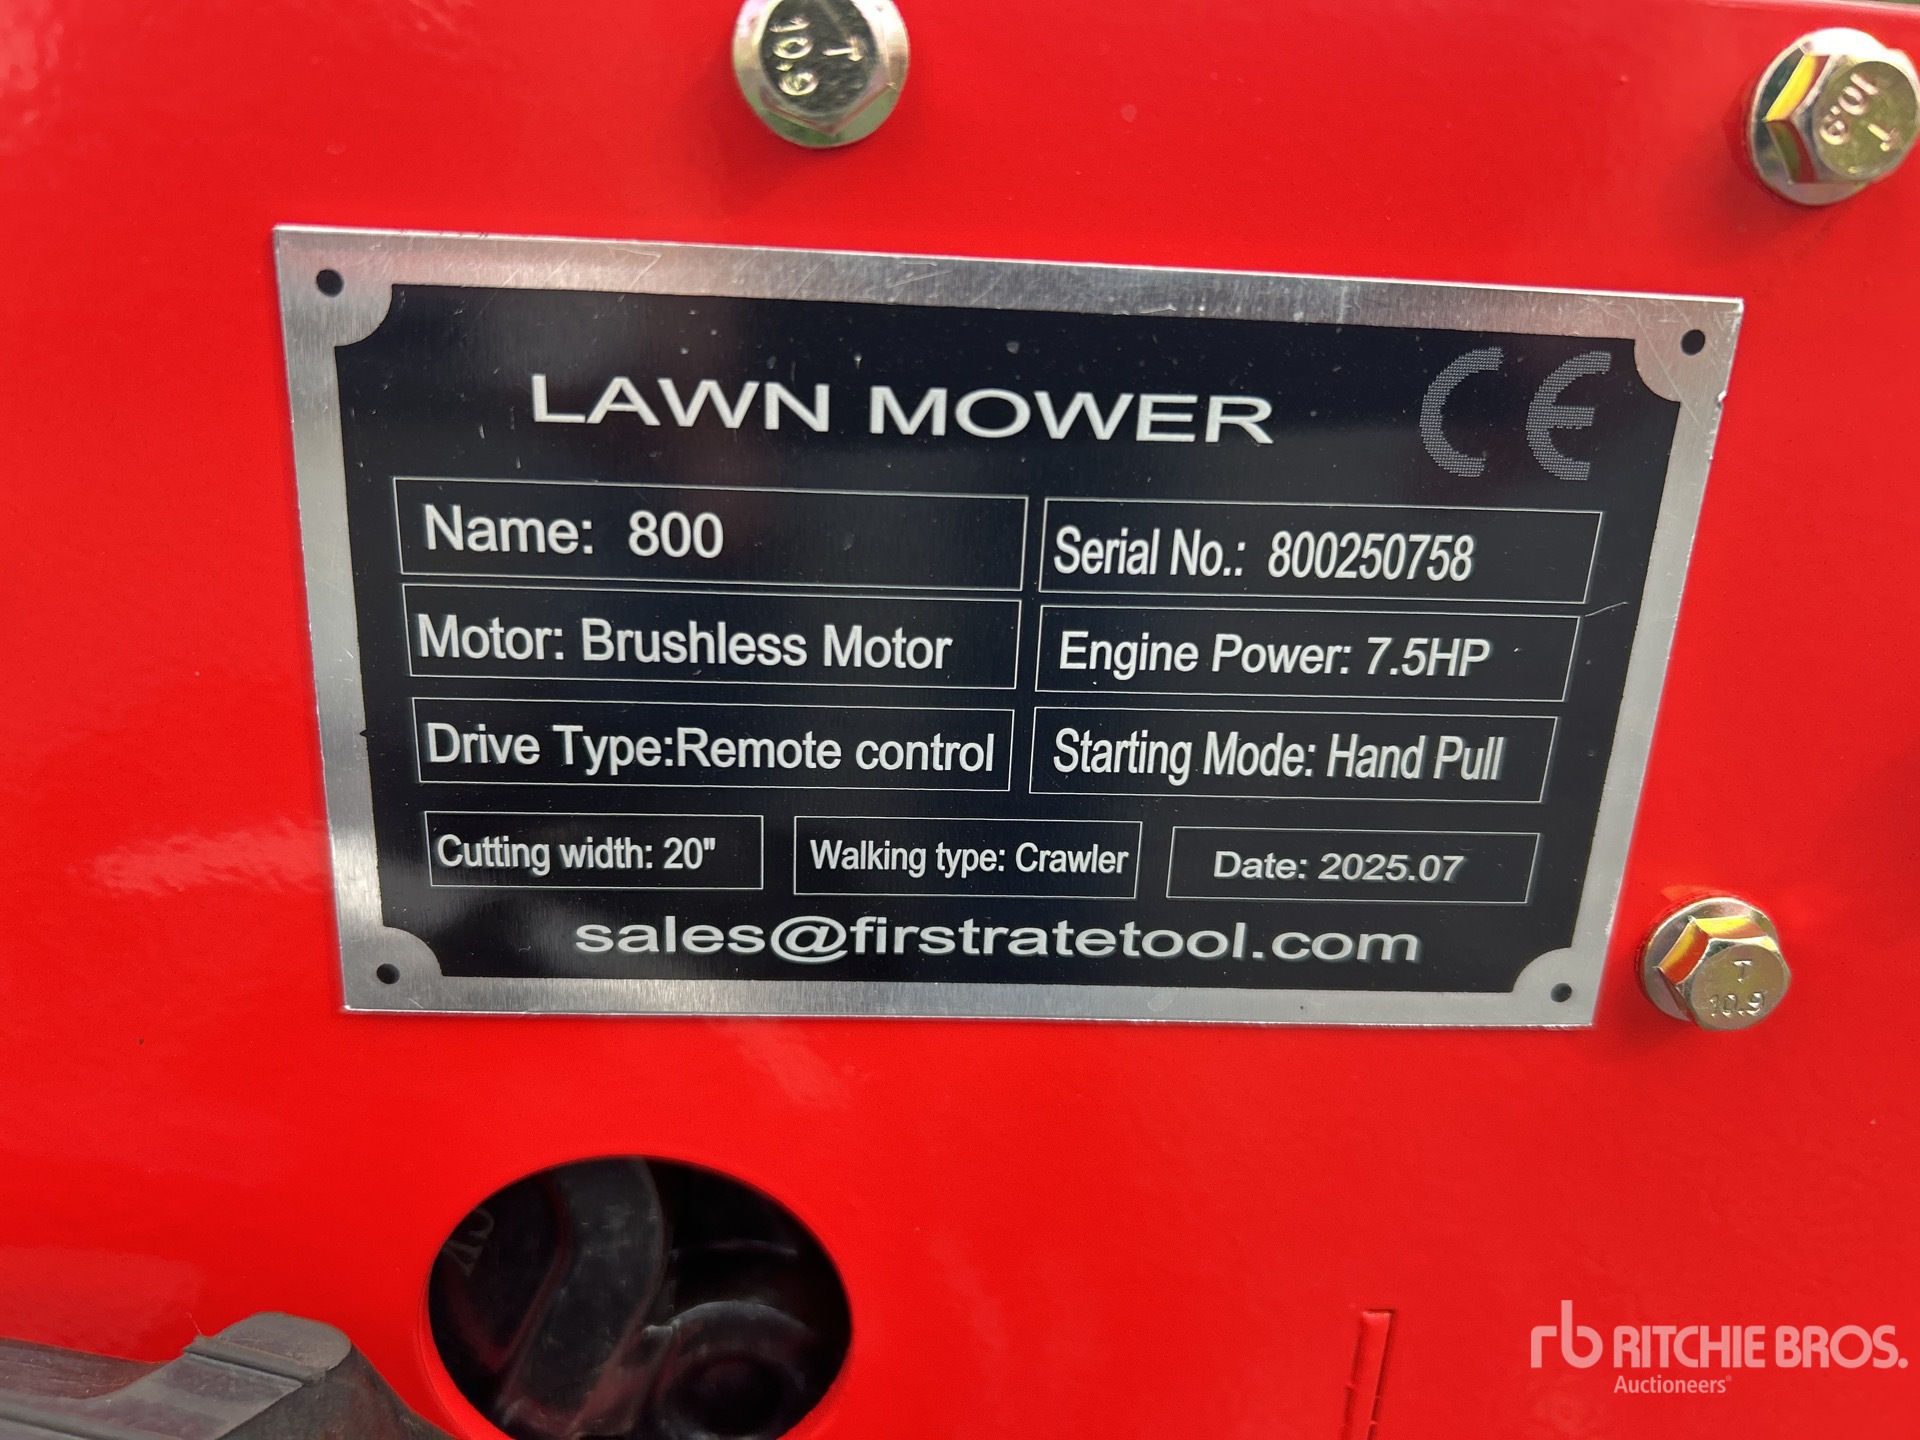 10.9
T
10.9
T
LAWN MOWER
CE
Name: 800
Serial No.: 800250758
Motor: Brushless Motor
Engine Power: 7.5HP
Drive Type:Remote control
Starting Mode: Hand Pull
Cutting width: 20"
Walking type: Crawler
Date: 2025.07
sales@firstratetool.com
T
10.9
rb RITCHIE BROS.
Auctioneers